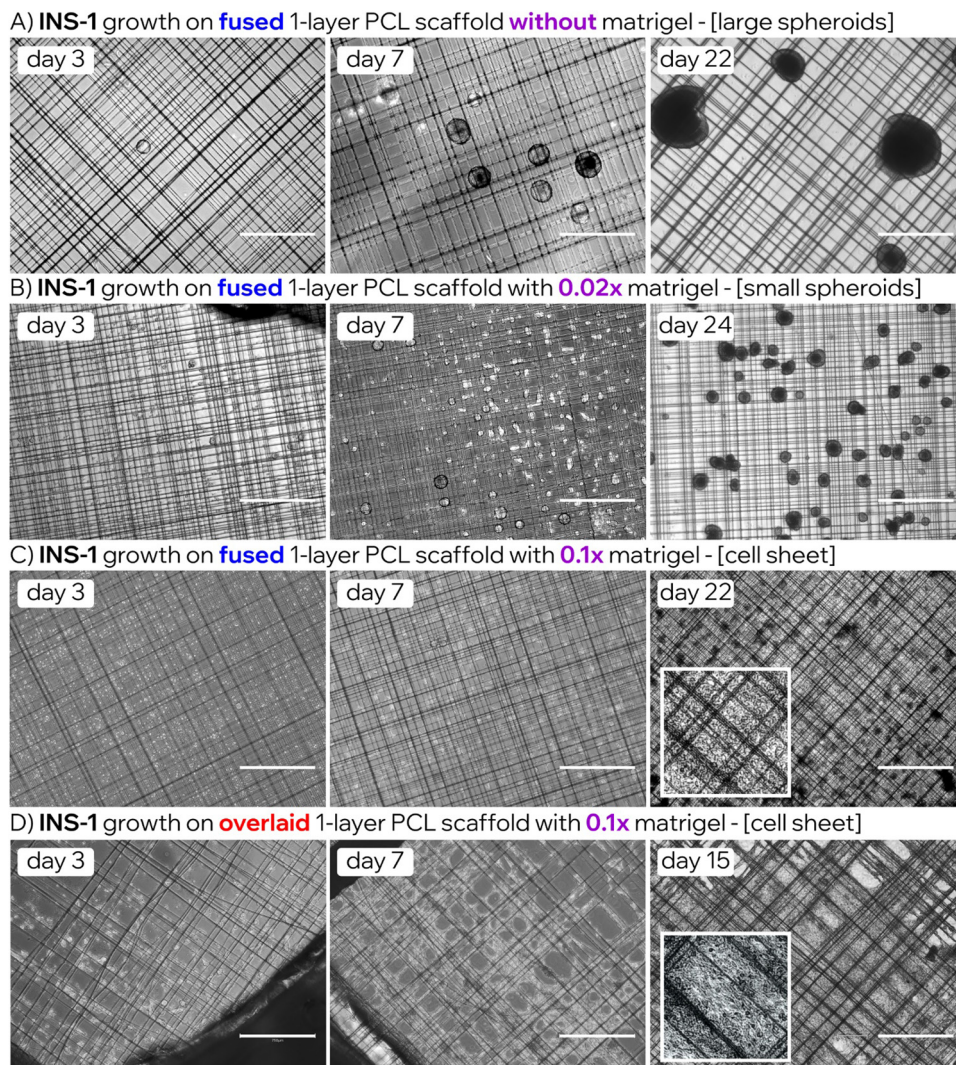 A) INS-1 growth on fused 1-layer PCL scaffold without matrigel - [large spheroids]
day 3
day 7
day 22
B) INS-1 growth on fused 1-layer PCL scaffold with 0.02x matrigel - [small spheroids]
day 3
day 7
day 24
C) INS-1 growth on fused 1-layer PCL scaffold with 0.1x matrigel - [cell sheet]
day 3
day 7
day 22
D) INS-1 growth on overlaid 1-layer PCL scaffold with 0.1x matrigel - [cell sheet]
day 3
day 7
day 15